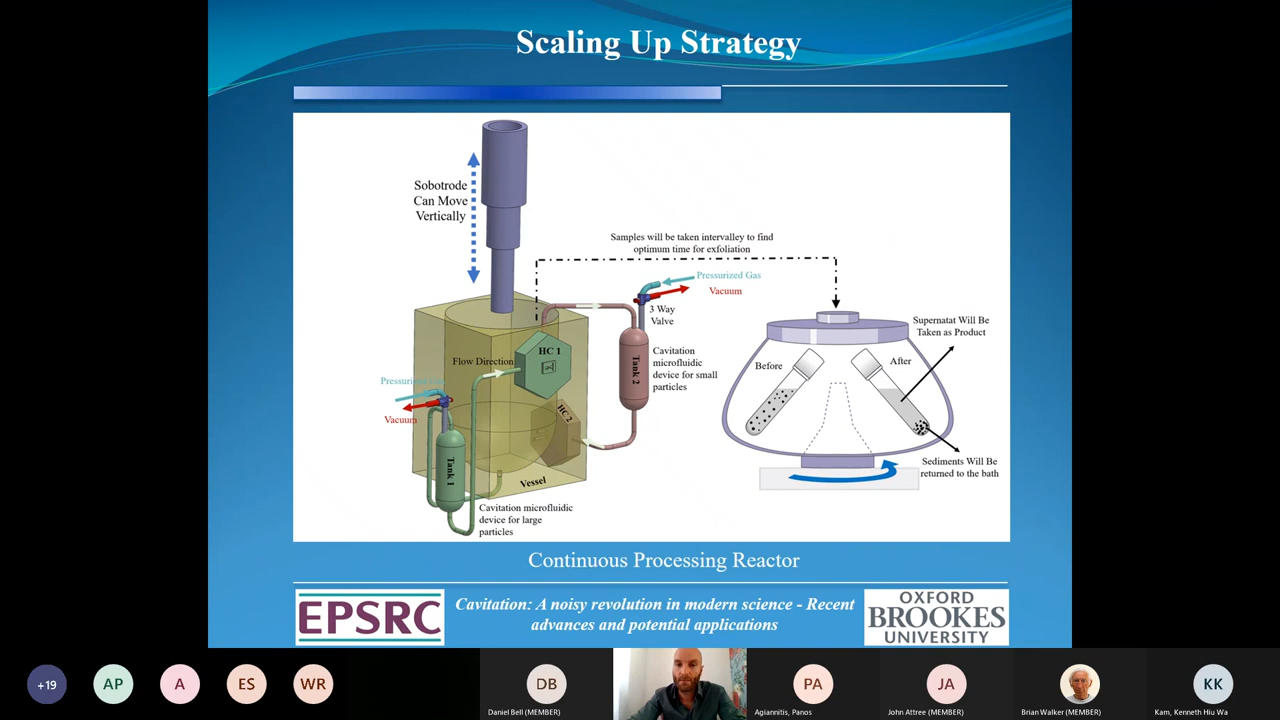 Scaling Up Strategy
Sobotrode
Can Move
Vertically
Samples will be taken intervalley to find
optimum time for exfoliation
Pressurized Gas
Vacuum
3 Way
Valve
Supernatat Will Be
Taken as Product
HC 1
Flow Direction
Tank 2
Cavitation
microfluidic
device for small
particles
Before
After
Pressurized
Vacuum
HC 2
Tank 1
Vessel
Sediments Will Be
returned to the bath
Cavitation microfluidic
device for large
particles
Continuous Processing Reactor
EPSRC
Cavitation: A noisy revolution in modern science - Recent
advances and potential applications
OXFORD
BROOKES
UNIVERSITY
+19
AP
A
ES
WR
DB
PA
JA
KK
Daniel Bell (MEMBER)
Agiannitis, Panos
John Attree (MEMBER)
Brian Walker (MEMBER)
Kam, Kenneth Hiu Wa